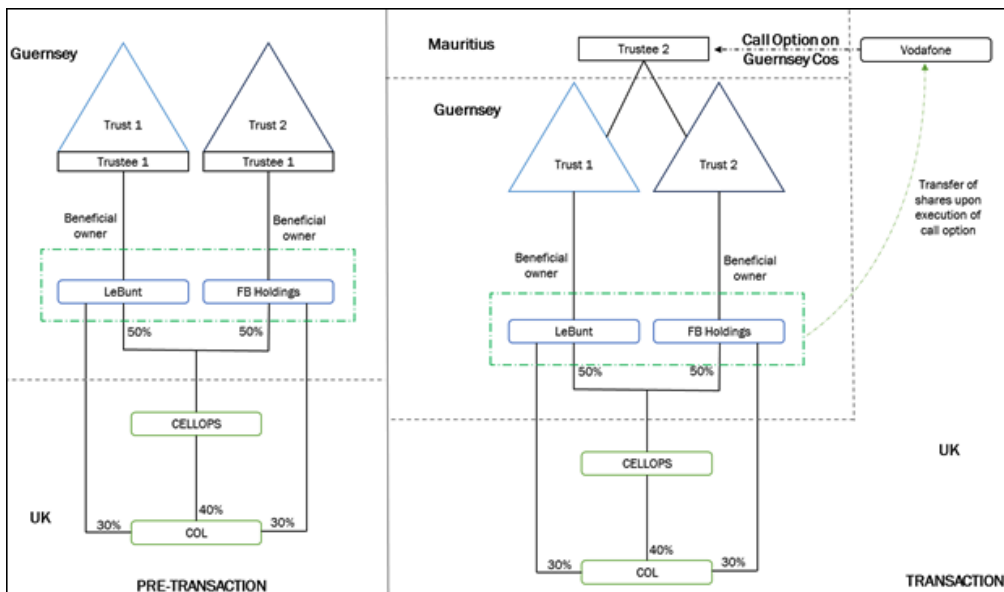 Guernsey
Trust 1
Trust 2
Trustee 1
Trustee 1
Beneficial
owner
Beneficial
owner
LeBunt
FB Holdings
50%
50%
CELLOPS
UK
40%
30%
30%
COL
PRE-TRANSACTION
Mauritius
Trustee 2
Call Option on
Guernsey Cos
Vodafone
Guernsey
Trust 1
Trust 2
Transfer of
shares upon
execution of
call option
Beneficial
owner
Beneficial
owner
LeBunt
FB Holdings
50%
50%
UK
CELLOPS
40%
30%
30%
COL
TRANSACTION